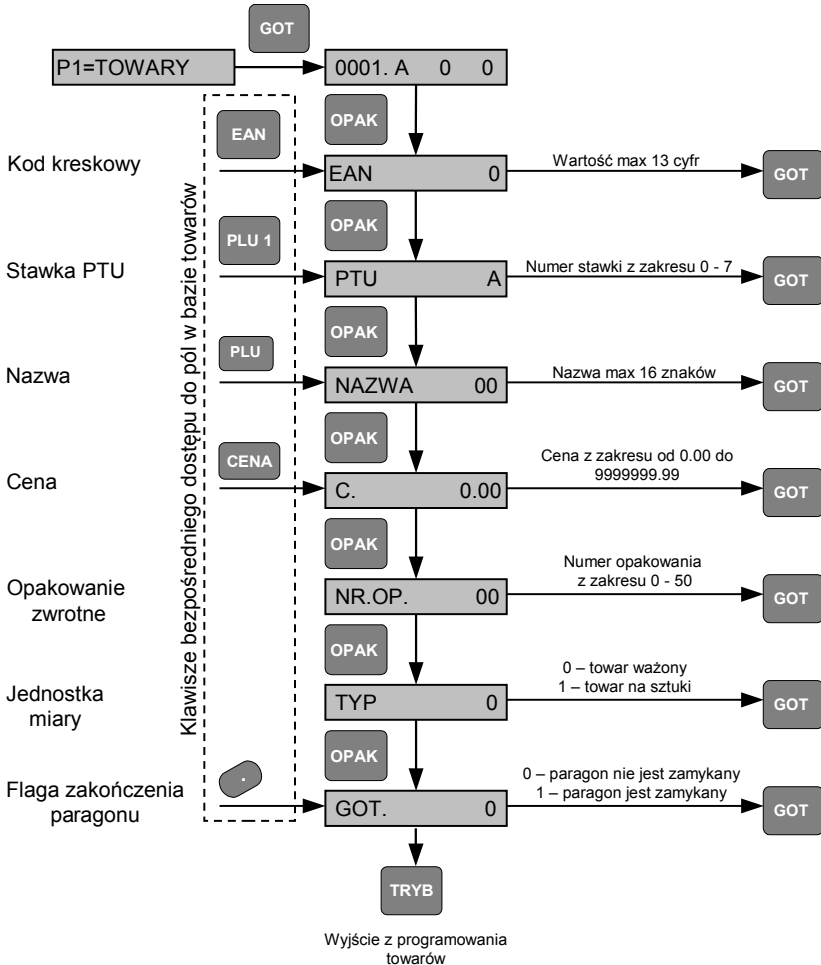 GOT
P1=TOWARY
0001. A 0 0
OPAK
EAN
Kod kreskowy
EAN 0
Wartość max 13 cyfr
GOT
OPAK
PLU 1
Stawka PTU
PTU A
Numer stawki z zakresu 0 - 7
GOT
OPAK
PLU
Nazwa
NAZWA 00
Nazwa max 16 znaków
GOT
OPAK
CENA
Cena
C. 0.00
Cena z zakresu od 0.00 do
9999999.99
GOT
OPAK
Opakowanie
zwrotne
NR.OP. 00
Numer opakowania
z zakresu 0 - 50
GOT
OPAK
Jednostka
miary
TYP 0
0 – towar ważony
1 – towar na sztuki
GOT
OPAK
.
Flaga zakończenia
paragonu
GOT. 0
0 – paragon nie jest zamykany
1 – paragon jest zamykany
GOT
Klawisze bezpośredniego dostępu do pól w bazie towarów
TRYB
Wyjście z programowania
towarów